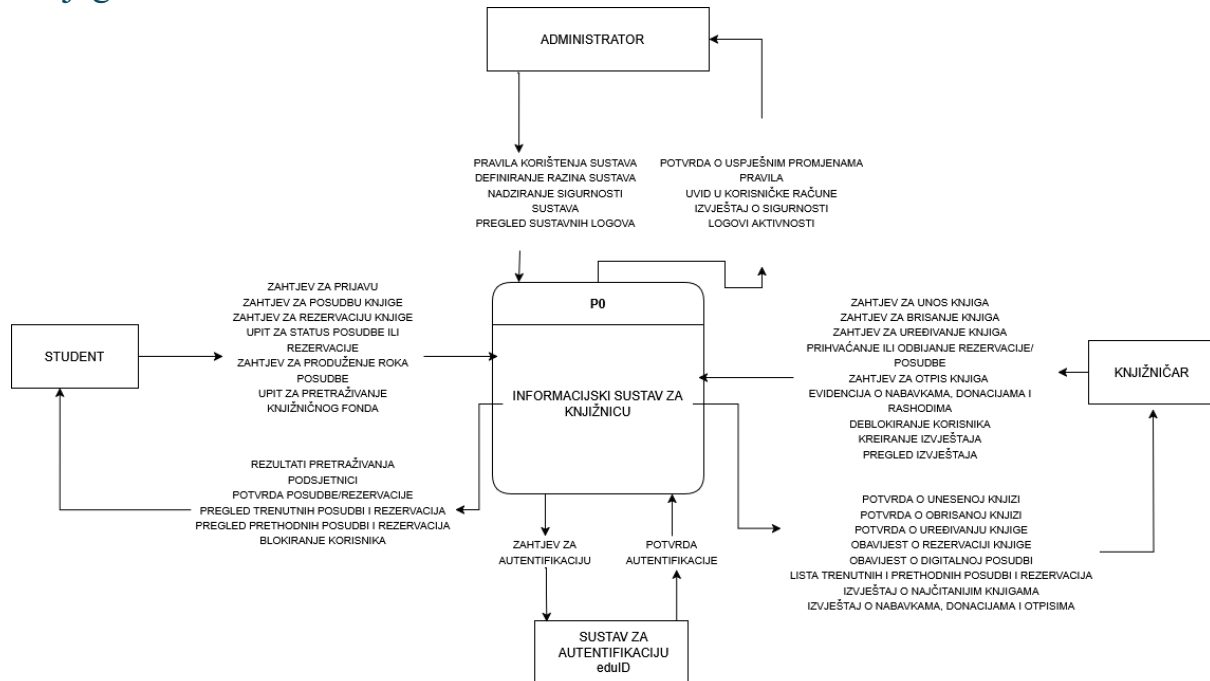 ADMINISTRATOR
PRAVILA KORIŠTENJA SUSTAVA
DEFINIRANJE RAZINA SUSTAVA
NADZIRANJE SIGURNOSTI
SUSTAVA
PREGLED SUSTAVNIH LOGOVA
POTVRDA O USPJEŠNIM PROMJENAMA
PRAVILA
UVID U KORISNIČKE RAČUNE
IZVJEŠTAJ O SIGURNOSTI
LOGOVI AKTIVNOSTI
STUDENT
ZAHTJEV ZA PRIJAVU
ZAHTJEV ZA POSUDBU KNJIGE
ZAHTJEV ZA REZERVACIJU KNJIGE
UPIT ZA STATUS POSUDBE ILI
REZERVACIJE
ZAHTJEV ZA PRODUŽENJE ROKA
POSUDBE
UPIT ZA PRETRAŽIVANJE
KNJIŽNIČNOG FONDA
P0
INFORMACIJSKI SUSTAV ZA
KNJIŽNICU
ZAHTJEV ZA UNOS KNJIGA
ZAHTJEV ZA BRISANJE KNJIGA
ZAHTJEV ZA UREĐIVANJE KNJIGA
PRIHVAĆANJE ILI ODBIJANJE REZERVACIJE/
POSUDBE
ZAHTJEV ZA OTPIS KNJIGA
EVIDENCIJA O NABAVKAMA, DONACIJAMA I
RASHODIMA
DEBLOKIRANJE KORISNIKA
KREIRANJE IZVJEŠTAJA
PREGLED IZVJEŠTAJA
KNJIŽNIČAR
REZULTATI PRETRAŽIVANJA
PODSJETNICI
POTVRDA POSUDBE/REZERVACIJE
PREGLED TRENUTNIH POSUDBI I REZERVACIJA
PREGLED PRETHODNIH POSUDBI I REZERVACIJA
BLOKIRANJE KORISNIKA
ZAHTJEV ZA
AUTENTIFIKACIJU
POTVRDA
AUTENTIFIKACIJE
POTVRDA O UNESENOJ KNJIZI
POTVRDA O OBRISANOJ KNJIZI
POTVRDA O UREĐIVANJU KNJIGE
OBAVIJEST O REZERVACIJI KNJIGE
OBAVIJEST O DIGITALNOJ POSUDBI
LISTA TRENUTNIH I PRETHODNIH POSUDBI I REZERVACIJA
IZVJEŠTAJ O NAJČITANIJIM KNJIGAMA
IZVJEŠTAJ O NABAVKAMA, DONACIJAMA I OTPISIMA
SUSTAV ZA
AUTENTIFIKACIJU
eduID